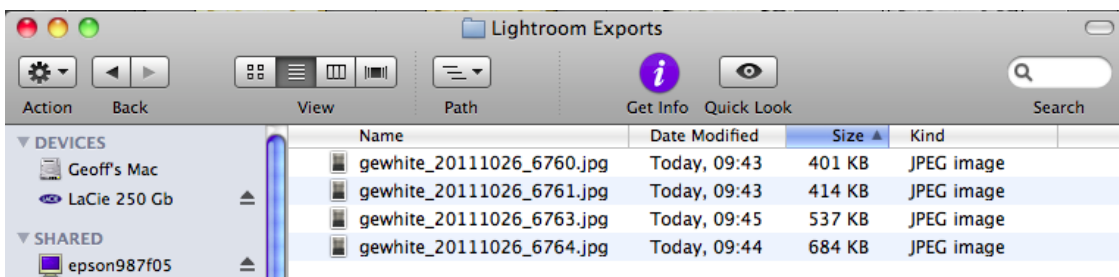 Lightroom Exports
Action Back View Path Get Info Quick Look Search
Name Date Modified Size Kind
DEVICES
Geoff's Mac
LaCie 250 Gb
SHARED
epson987f05
gewhite_20111026_6760.jpg Today, 09:43 401 KB JPEG image
gewhite_20111026_6761.jpg Today, 09:43 414 KB JPEG image
gewhite_20111026_6763.jpg Today, 09:45 537 KB JPEG image
gewhite_20111026_6764.jpg Today, 09:44 684 KB JPEG image